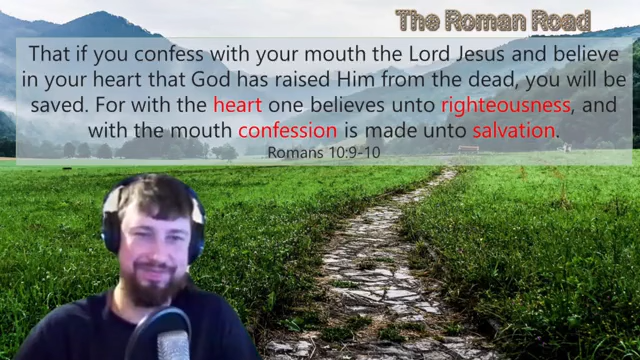 The Roman Road
That if you confess with your mouth the Lord Jesus and believe
in your heart that God has raised Him from the dead, you will be
saved. For with the heart one believes unto righteousness, and
with the mouth confession is made unto salvation.
Romans 10:9-10